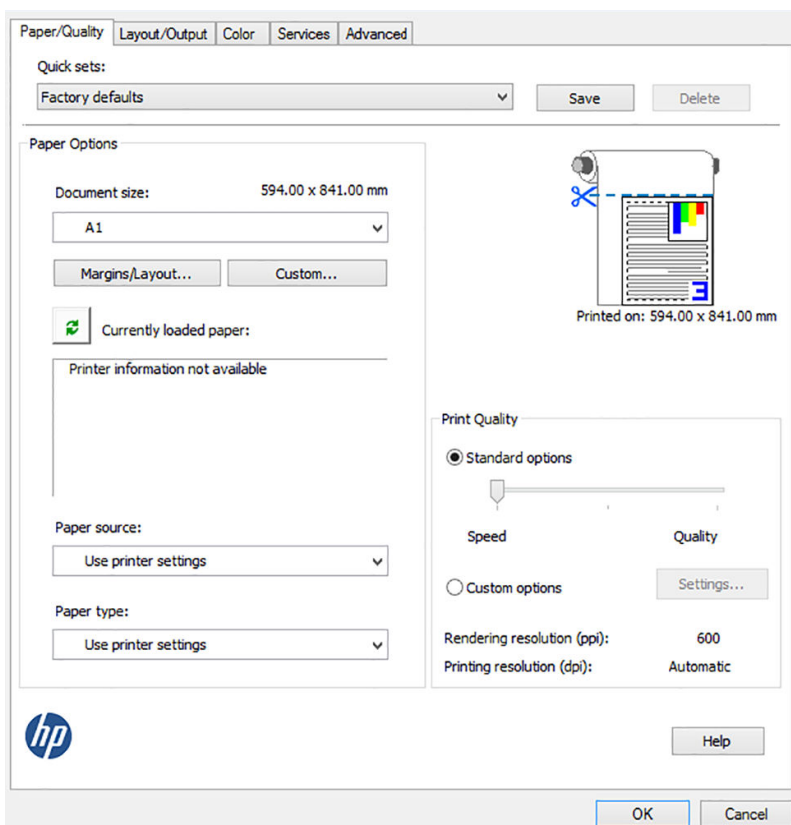 Paper/Quality Layout/Output Color Services Advanced
Quick sets:
Factory defaults Save Delete
Paper Options
Document size: 594.00 x 841.00 mm
A1
Margins/Layout... Custom...
Printed on: 594.00 x 841.00 mm
Currently loaded paper:
Printer information not available
Print Quality
Standard options
Speed Quality
Paper source:
Use printer settings
Custom options Settings...
Paper type:
Use printer settings
Rendering resolution (ppi): 600
Printing resolution (dpi): Automatic
hp
Help
OK Cancel